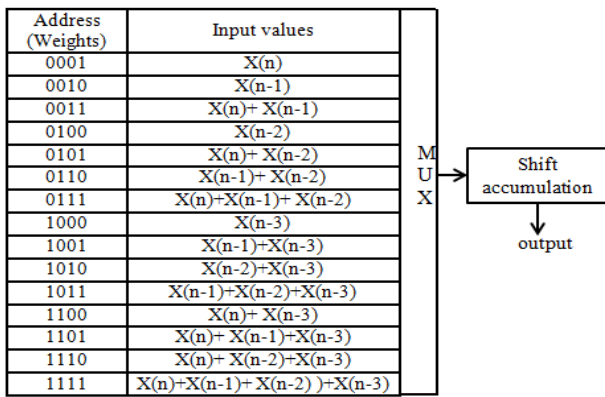 Address
(Weights)
Input values
0001 X(n)
0010 X(n-1)
0011 X(n)+ X(n-1)
0100 X(n-2)
0101 X(n)+ X(n-2)
0110 X(n-1)+ X(n-2)
0111 X(n)+X(n-1)+ X(n-2)
1000 X(n-3)
1001 X(n-1)+X(n-3)
1010 X(n-2)+X(n-3)
1011 X(n-1)+X(n-2)+X(n-3)
1100 X(n)+ X(n-3)
1101 X(n)+ X(n-1)+X(n-3)
1110 X(n)+ X(n-2)+X(n-3)
1111 X(n)+X(n-1)+ X(n-2) )+X(n-3)
M
U
X
Shift
accumulation
output